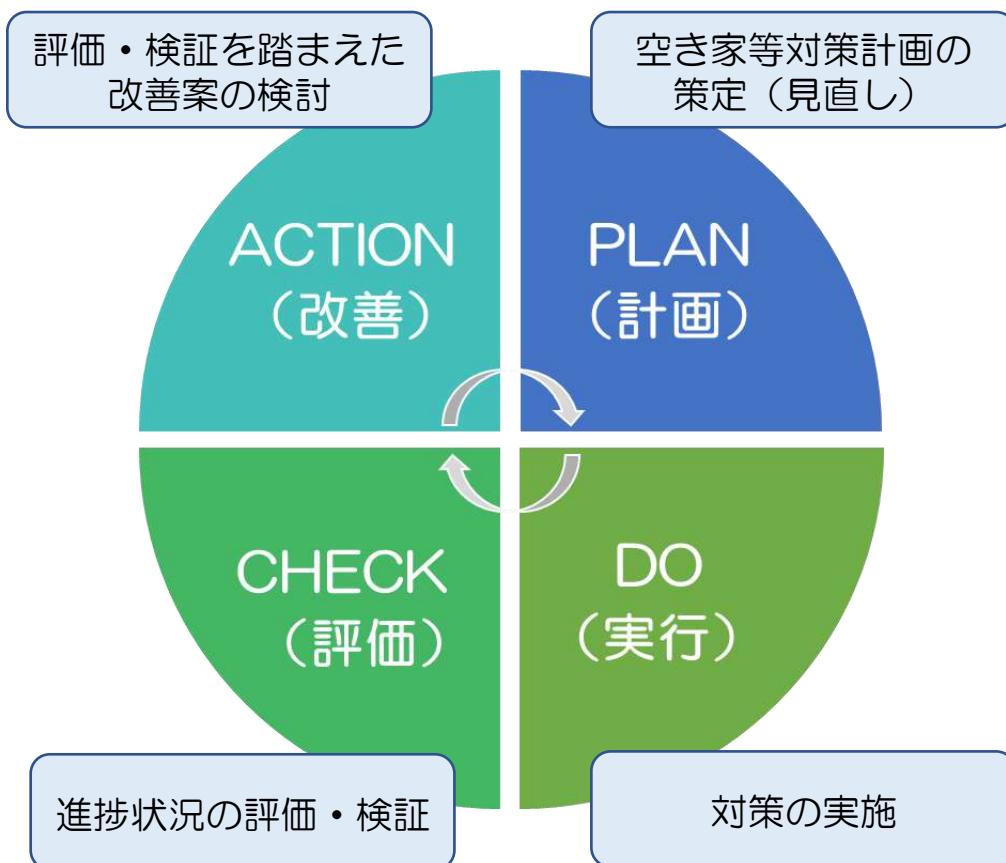 評価・検証を踏まえた
改善案の検討
空き家等対策計画の
策定（見直し）
ACTION
（改善）
PLAN
（計画）
CHECK
（評価）
DO
（実行）
進捗状況の評価・検証
対策の実施